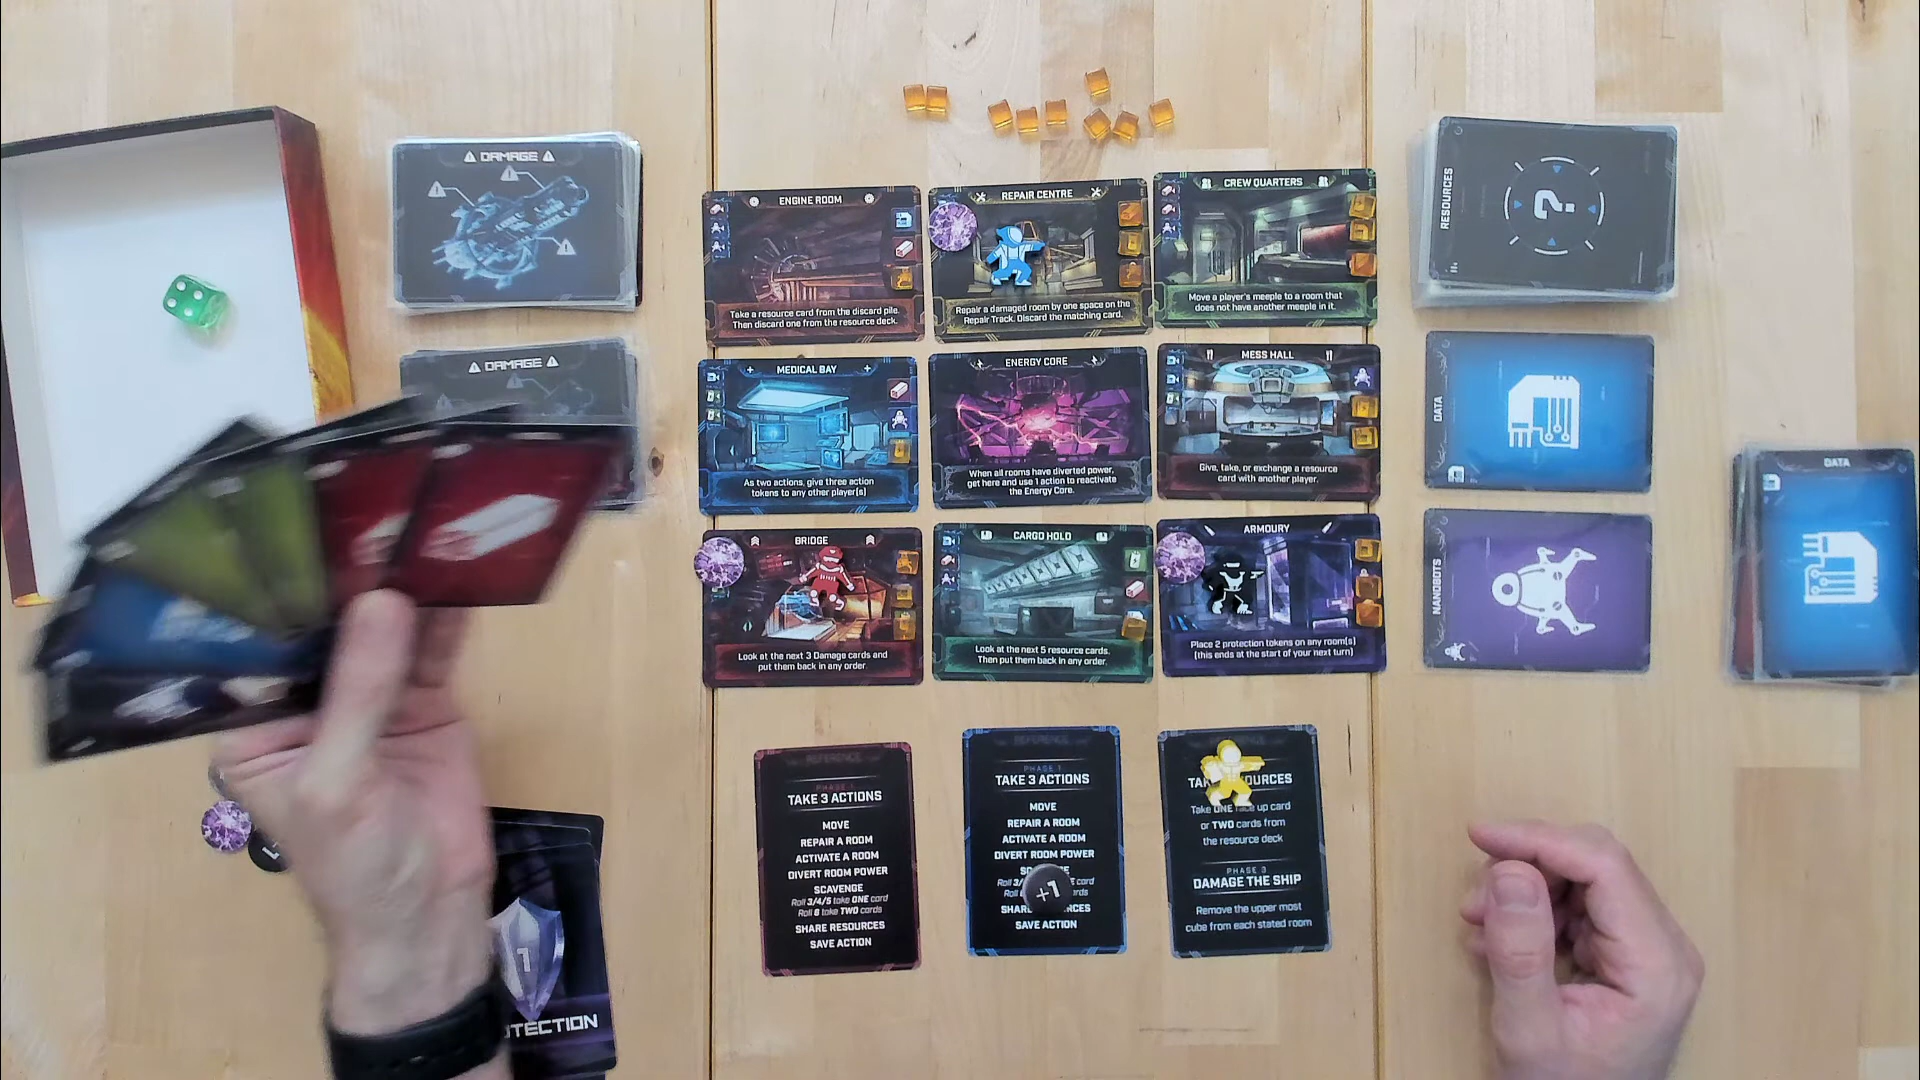 DAMAGE
DAMAGE
ENGINE ROOM
Take a resource card from the discard pile.
Then discard one from the resource deck.
REPAIR CENTRE
Repair a damaged room by one space on the
Repair Track. Discard the matching card.
CREW QUARTERS
Move a player's meeple to a room that
does not have another meeple in it.
MEDICAL BAY
As two actions, give three action
tokens to any other player(s)
ENERGY CORE
When all rooms have diverted power,
get here and use 1 action to reactivate
the Energy Core.
MESS HALL
Give, take, or exchange a resource
card with another player.
BRIDGE
Look at the next 3 Damage cards and
put them back in any order.
CARGO HOLD
Look at the next 5 resource cards.
Then put them back in any order.
ARMOURY
Place 2 protection tokens on any room(s)
(this ends at the start of your next turn)
RESOURCES
?
DATA
NANOBOTS
DATA
REFERENCE
PHASE 1
TAKE 3 ACTIONS
MOVE
REPAIR A ROOM
ACTIVATE A ROOM
DIVERT ROOM POWER
SCAVENGE
Roll 3/4/5 take ONE card
Roll 6 take TWO cards
SHARE RESOURCES
SAVE ACTION
REFERENCE
PHASE 1
TAKE 3 ACTIONS
MOVE
REPAIR A ROOM
ACTIVATE A ROOM
DIVERT ROOM POWER
+1
SAVE ACTION
Take ONE face up card
or TWO cards from
the resource deck
PHASE 3
DAMAGE THE SHIP
Remove the upper most
cube from each stated room
1
TECTION